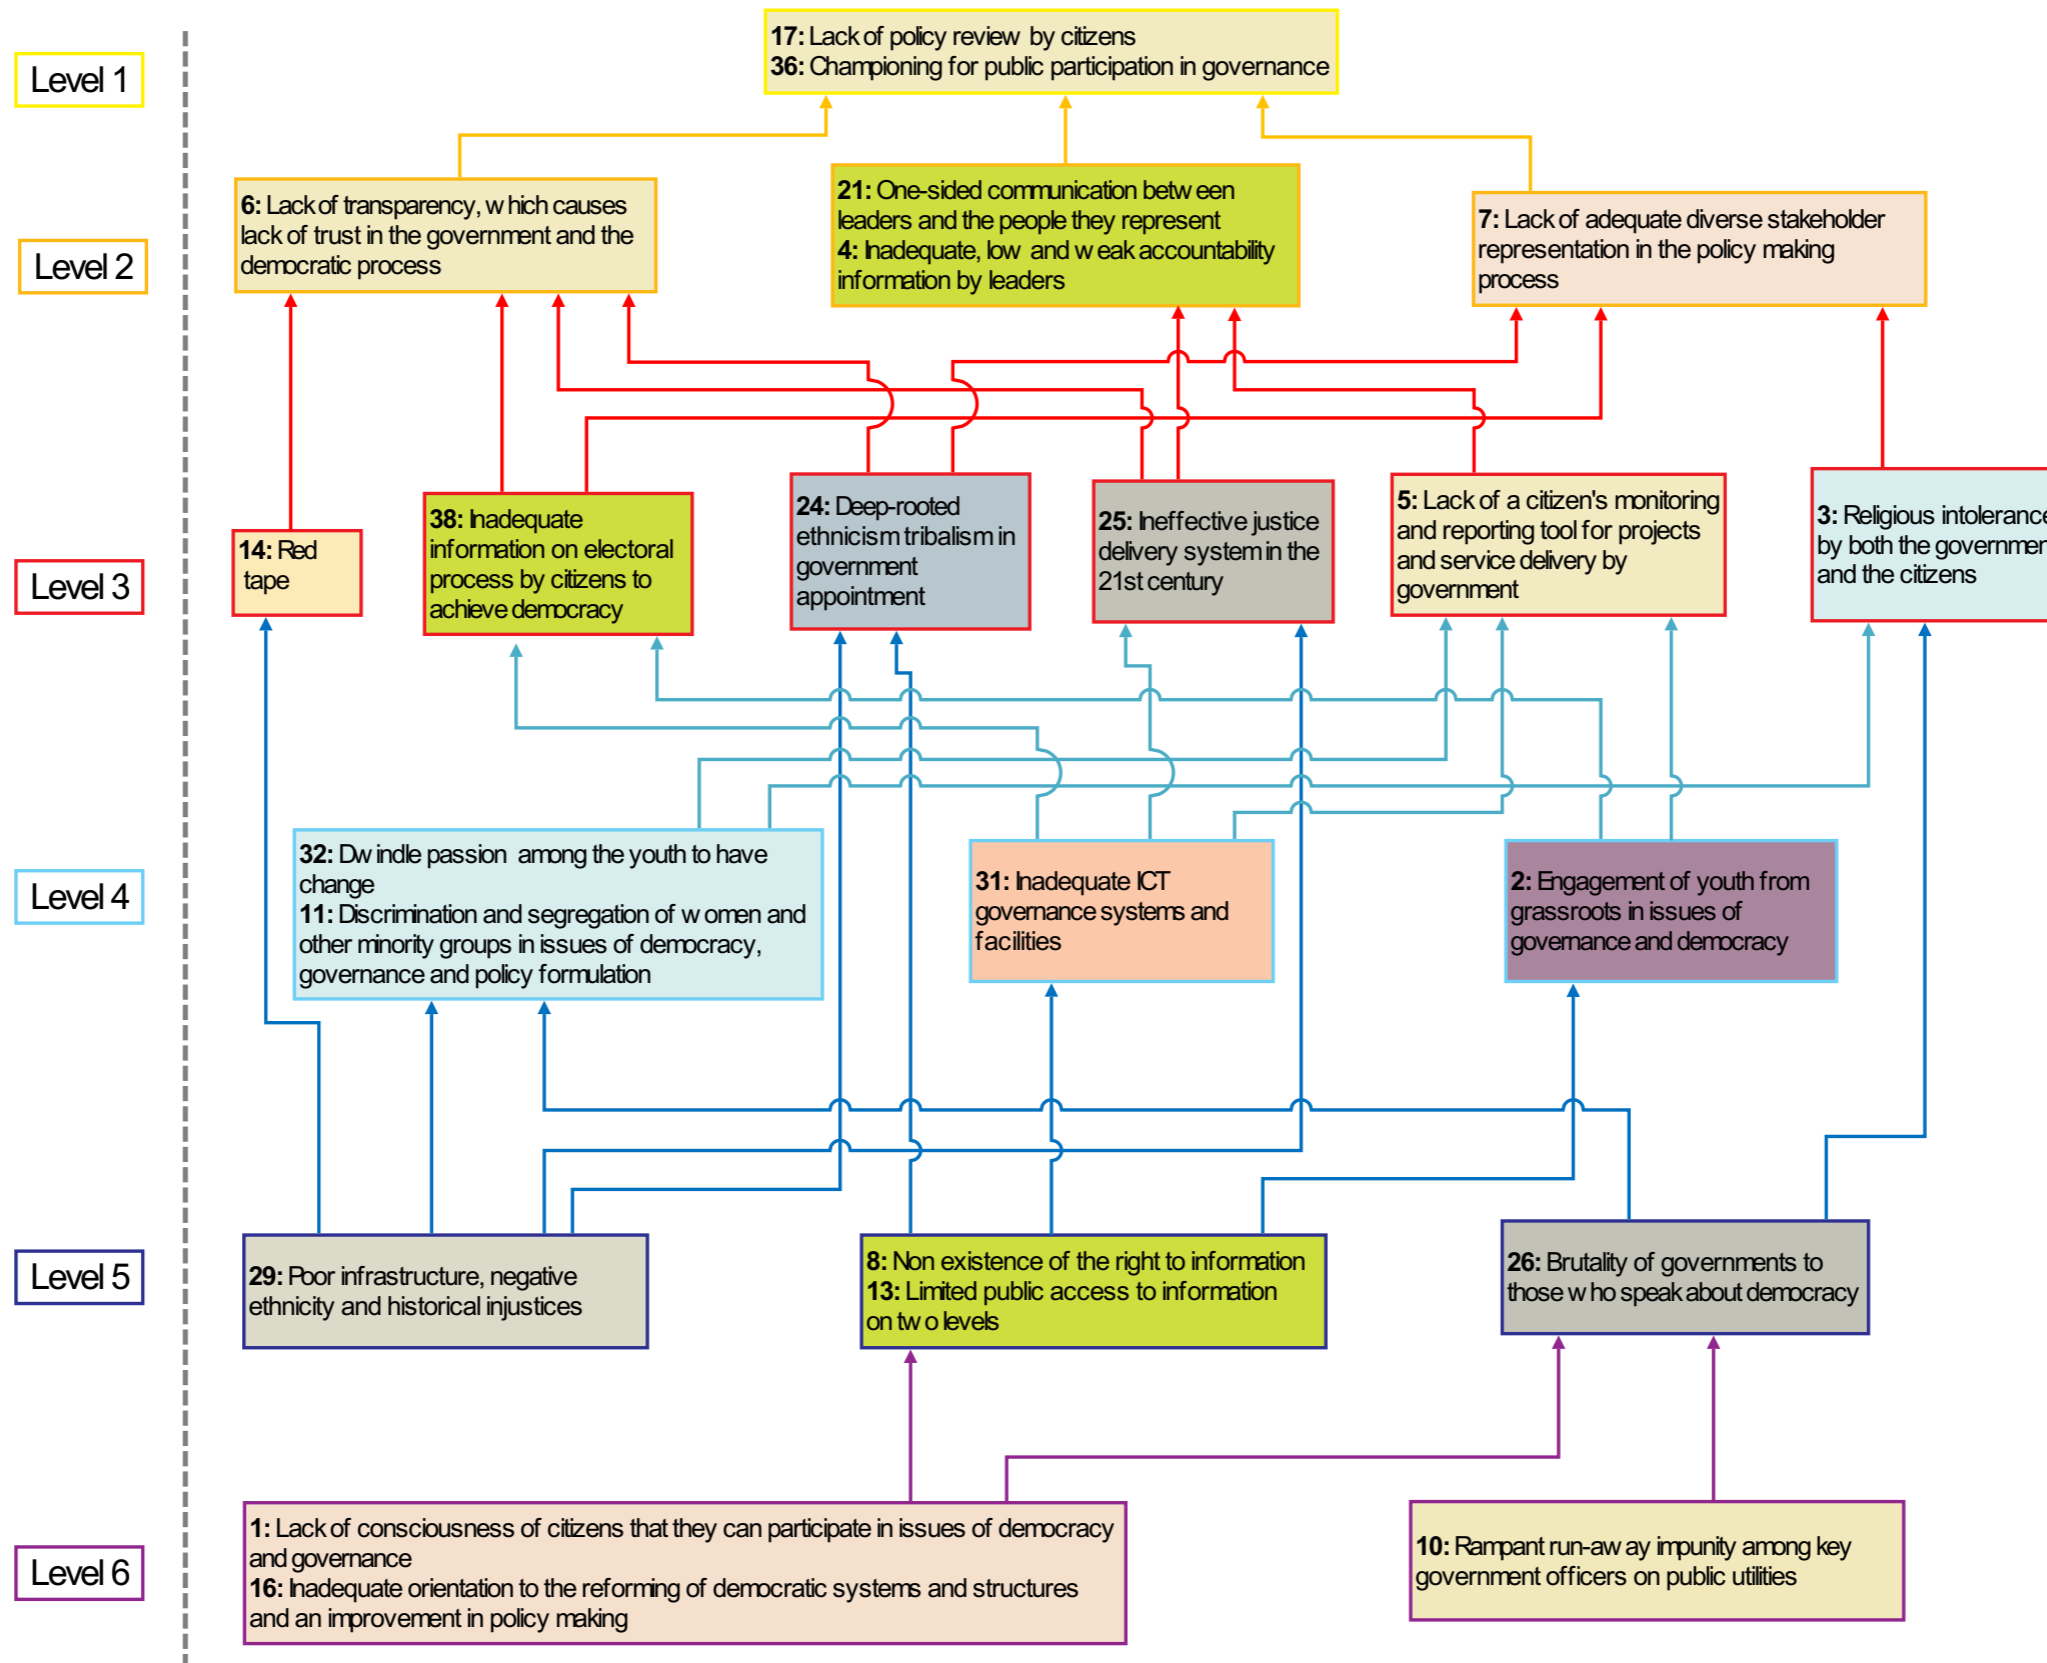 Level 1
17: Lack of policy review by citizens
36: Championing for public participation in governance
Level 2
6: Lack of transparency, which causes
lack of trust in the government and the
democratic process
21: One-sided communication between
leaders and the people they represent
4: Inadequate, low and weak accountability
information by leaders
7: Lack of adequate diverse stakeholder
representation in the policy making
process
Level 3
14: Red
tape
38: Inadequate
information on electoral
process by citizens to
achieve democracy
24: Deep-rooted
ethnicism tribalism in
government
appointment
25: Ineffective justice
delivery system in the
21st century
5: Lack of a citizen's monitoring
and reporting tool for projects
and service delivery by
government
3: Religious intolerance
by both the governmen
and the citizens
Level 4
32: Dwindle passion among the youth to have
change
11: Discrimination and segregation of women and
other minority groups in issues of democracy,
governance and policy formulation
31: Inadequate ICT
governance systems and
facilities
2: Engagement of youth from
grassroots in issues of
governance and democracy
Level 5
29: Poor infrastructure, negative
ethnicity and historical injustices
8: Non existence of the right to information
13: Limited public access to information
on two levels
26: Brutality of governments to
those who speak about democracy
Level 6
1: Lack of consciousness of citizens that they can participate in issues of democracy
and governance
16: Inadequate orientation to the reforming of democratic systems and structures
and an improvement in policy making
10: Rampant run-away impunity among key
government officers on public utilities